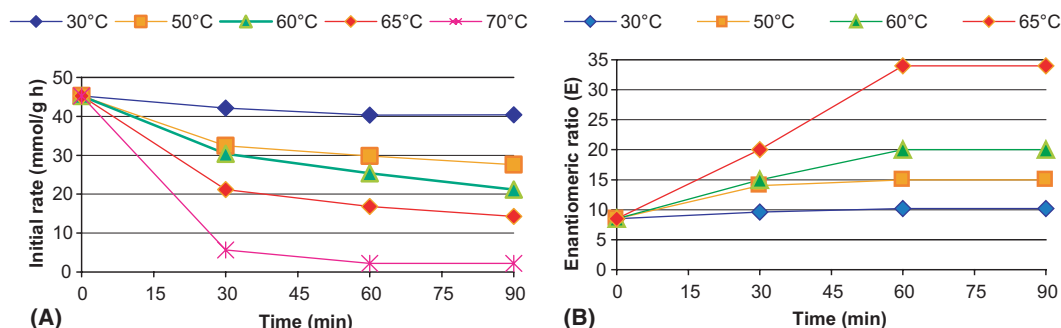 30°C 50°C 60°C 65°C 70°C
Initial rate (mmol/g h)
50
40
30
20
10
0
0 15 30 45 60 75 90
(A) Time (min)
30°C 50°C 60°C 65°C
Enantiomeric ratio (E)
35
30
25
20
15
10
5
0
0 15 30 45 60 75 90
(B) Time (min)